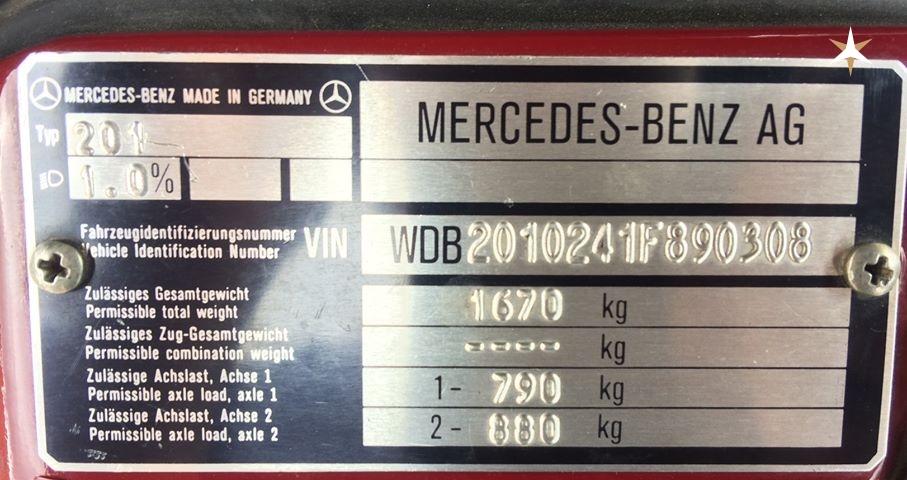 MERCEDES-BENZ MADE IN GERMANY
MERCEDES-BENZ AG
Typ 201
1.0%
Fahrzeugidentifizierungsnummer
Vehicle Identification Number
VIN WDB2010241F890308
Zulässiges Gesamtgewicht
Permissible total weight
1670 kg
Zulässiges Zug-Gesamtgewicht
Permissible combination weight
---- kg
Zulässige Achslast, Achse 1
Permissible axle load, axle 1
1- 790 kg
Zulässige Achslast, Achse 2
Permissible axle load, axle 2
2- 880 kg